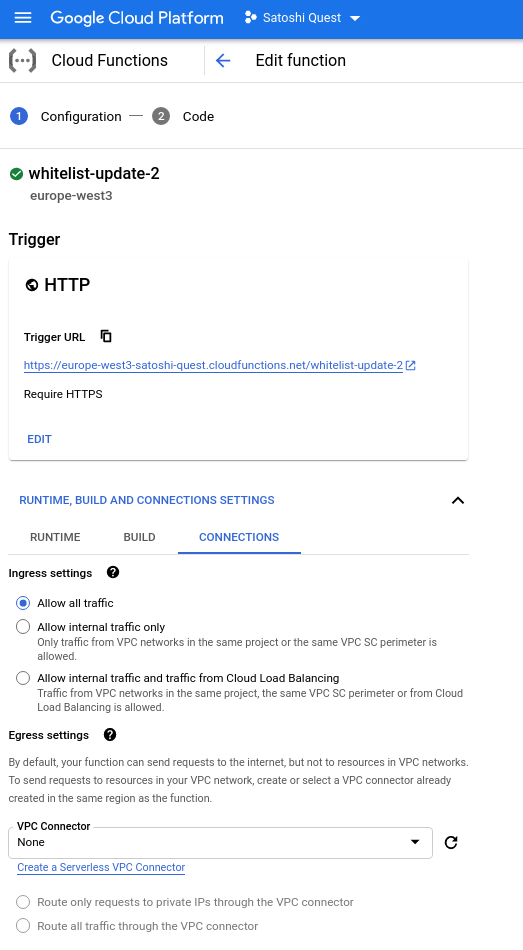 Google Cloud Platform Satoshi Quest
(···) Cloud Functions Edit function
1 Configuration — 2 Code
whitelist-update-2
europe-west3
Trigger
HTTP
Trigger URL
https://europe-west3-satoshi-quest.cloudfunctions.net/whitelist-update-2
Require HTTPS
EDIT
RUNTIME, BUILD AND CONNECTIONS SETTINGS
RUNTIME BUILD CONNECTIONS
Ingress settings ?
Allow all traffic
Allow internal traffic only
Only traffic from VPC networks in the same project or the same VPC SC perimeter is
allowed.
Allow internal traffic and traffic from Cloud Load Balancing
Traffic from VPC networks in the same project, the same VPC SC perimeter or from Cloud
Load Balancing is allowed.
Egress settings ?
By default, your function can send requests to the internet, but not to resources in VPC networks.
To send requests to resources in your VPC network, create or select a VPC connector already
created in the same region as the function.
VPC Connector
None
Create a Serverless VPC Connector
Route only requests to private IPs through the VPC connector
Route all traffic through the VPC connector